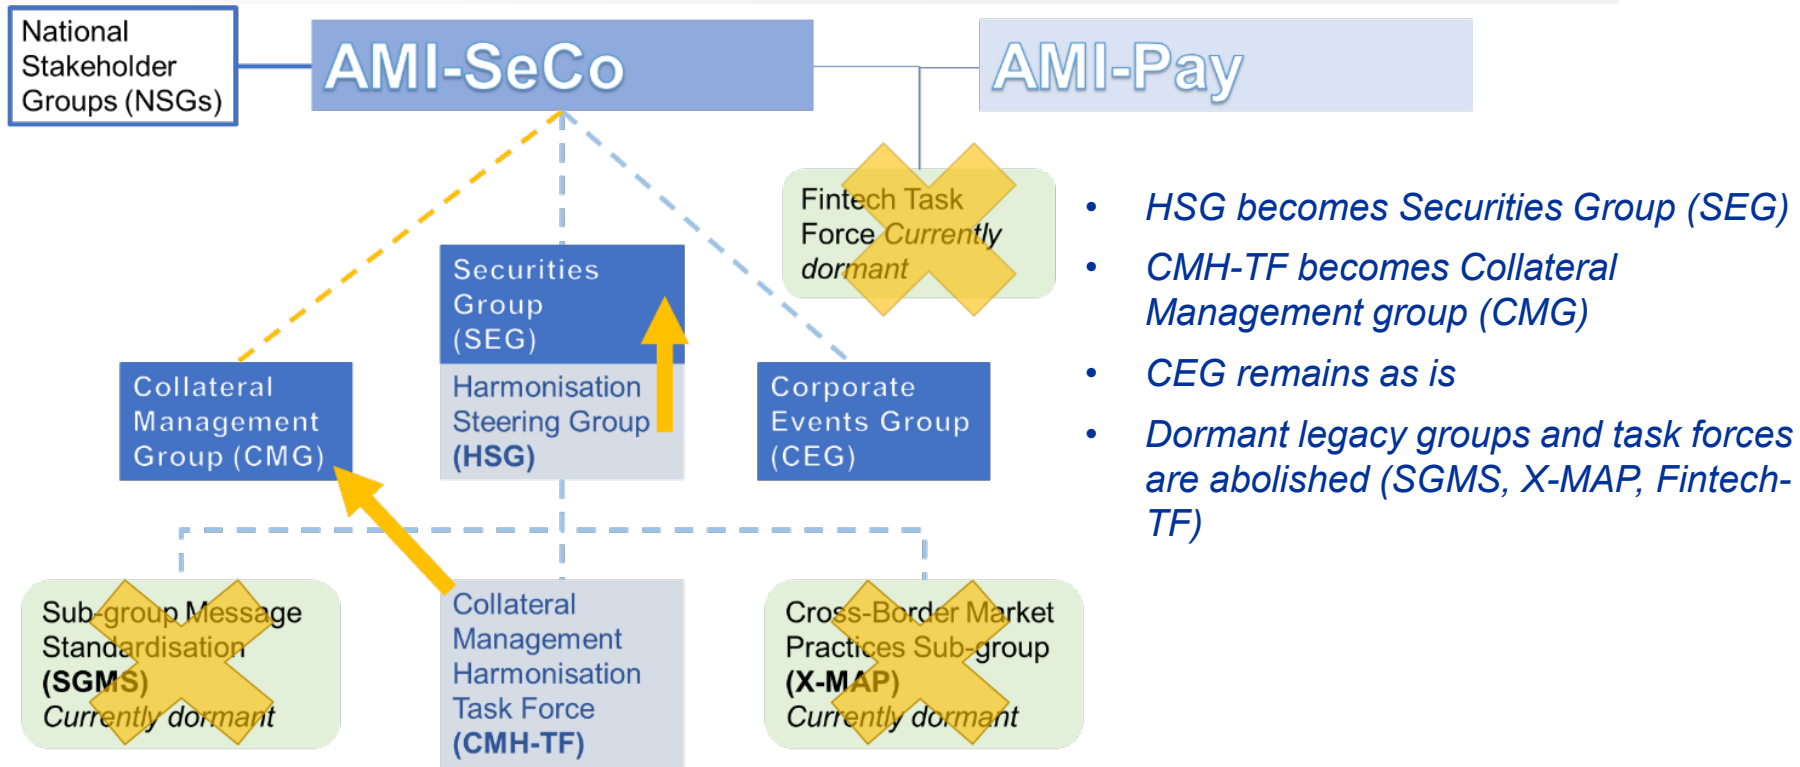 National
Stakeholder
Groups (NSGs)
AMI-SeCo
AMI-Pay
Fintech Task
Force Currently
dormant
Securities
Group
(SEG)
Harmonisation
Steering Group
(HSG)
Collateral
Management
Group (CMG)
Corporate
Events Group
(CEG)
Sub-group Message
Standardisation
(SGMS)
Currently dormant
Collateral
Management
Harmonisation
Task Force
(CMH-TF)
Cross-Border Market
Practices Sub-group
(X-MAP)
Currently dormant
• HSG becomes Securities Group (SEG)
• CMH-TF becomes Collateral
Management group (CMG)
• CEG remains as is
• Dormant legacy groups and task forces
are abolished (SGMS, X-MAP, Fintech-
TF)